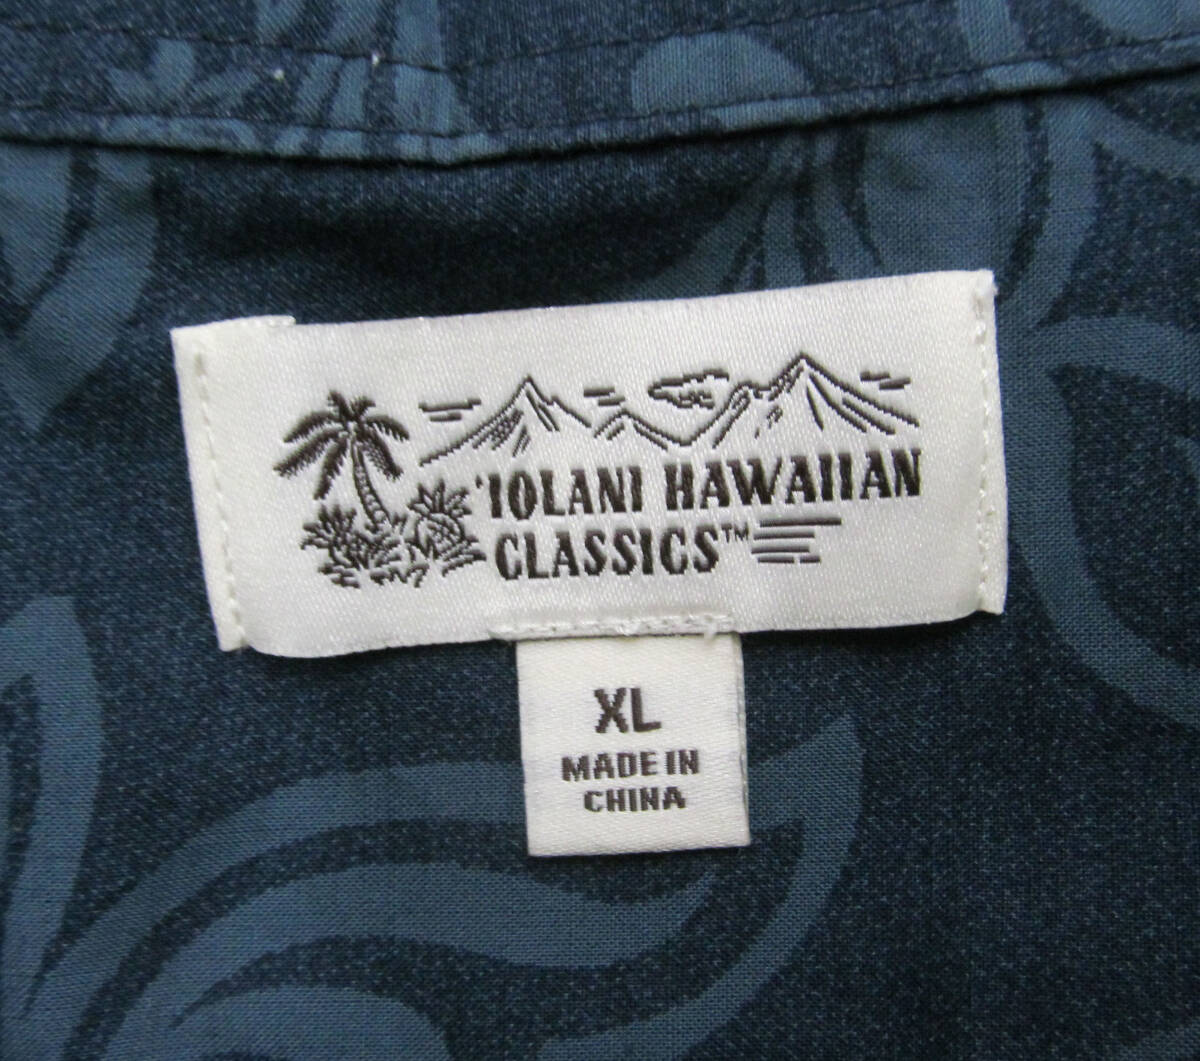 'IOLANI HAWAIIAN
CLASSICS™
XL
MADE IN
CHINA